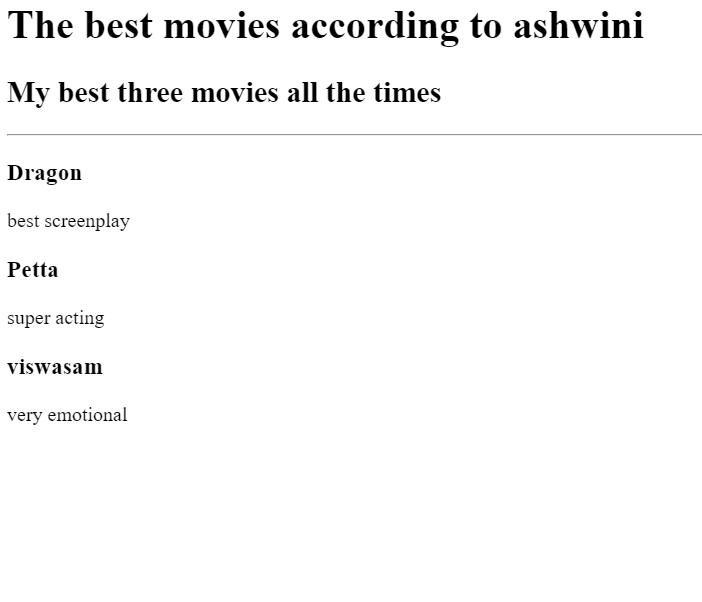 The best movies according to ashwini
My best three movies all the times
Dragon
best screenplay
Petta
super acting
viswasam
very emotional